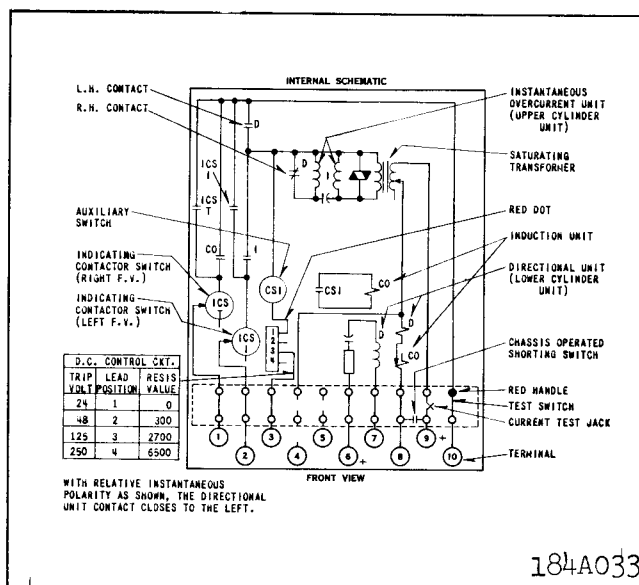 INTERNAL SCHEMATIC
L.H. CONTACT
R.H. CONTACT
D
INSTANTANEOUS
OVERCURRENT UNIT
(UPPER CYLINDER
UNIT)
D
I
SATURATING
TRANSFORMER
ICS
I
ICS
T
AUXILIARY
SWITCH
RED DOT
CO
I
INDUCTION UNIT
INDICATING
CONTACTOR SWITCH
(RIGHT F.V.)
CS1
CS1
CO
DIRECTIONAL UNIT
(LOWER CYLINDER
UNIT)
ICS
T
D
D
INDICATING
CONTACTOR SWITCH
(LEFT F.V.)
ICS
I
1
2
3
4
CO
CHASSIS OPERATED
SHORTING SWITCH
D.C. CONTROL CKT.
TRIP VOLT LEAD POSITION RESIS VALUE
24 1 0
48 2 300
125 3 2700
250 4 6500
RED HANDLE
TEST SWITCH
CURRENT TEST JACK
1 3 5 7 9 +
2 4 6 + 8 10
TERMINAL
FRONT VIEW
WITH RELATIVE INSTANTANEOUS
POLARITY AS SHOWN, THE DIRECTIONAL
UNIT CONTACT CLOSES TO THE LEFT.
184A033